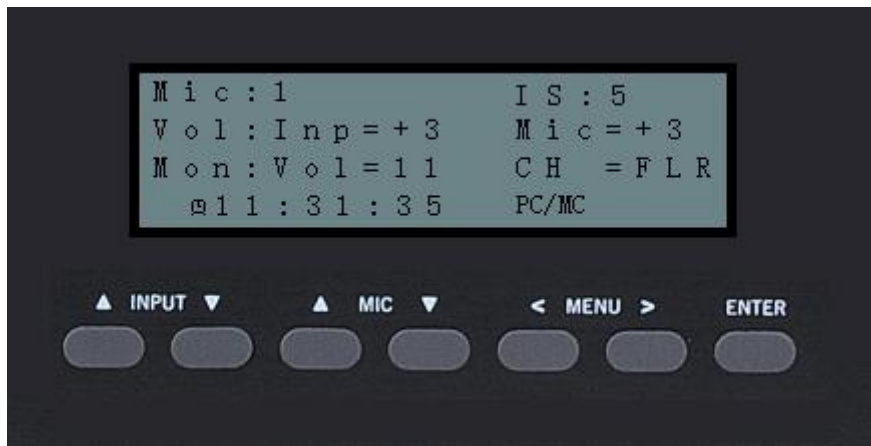 Mic:1 IS:5
Vol:Inp=+3 Mic=+3
Mon:Vol=11 CH =FLR
◷11:31:35 PC/MC
▲ INPUT ▼ ▲ MIC ▼ < MENU > ENTER